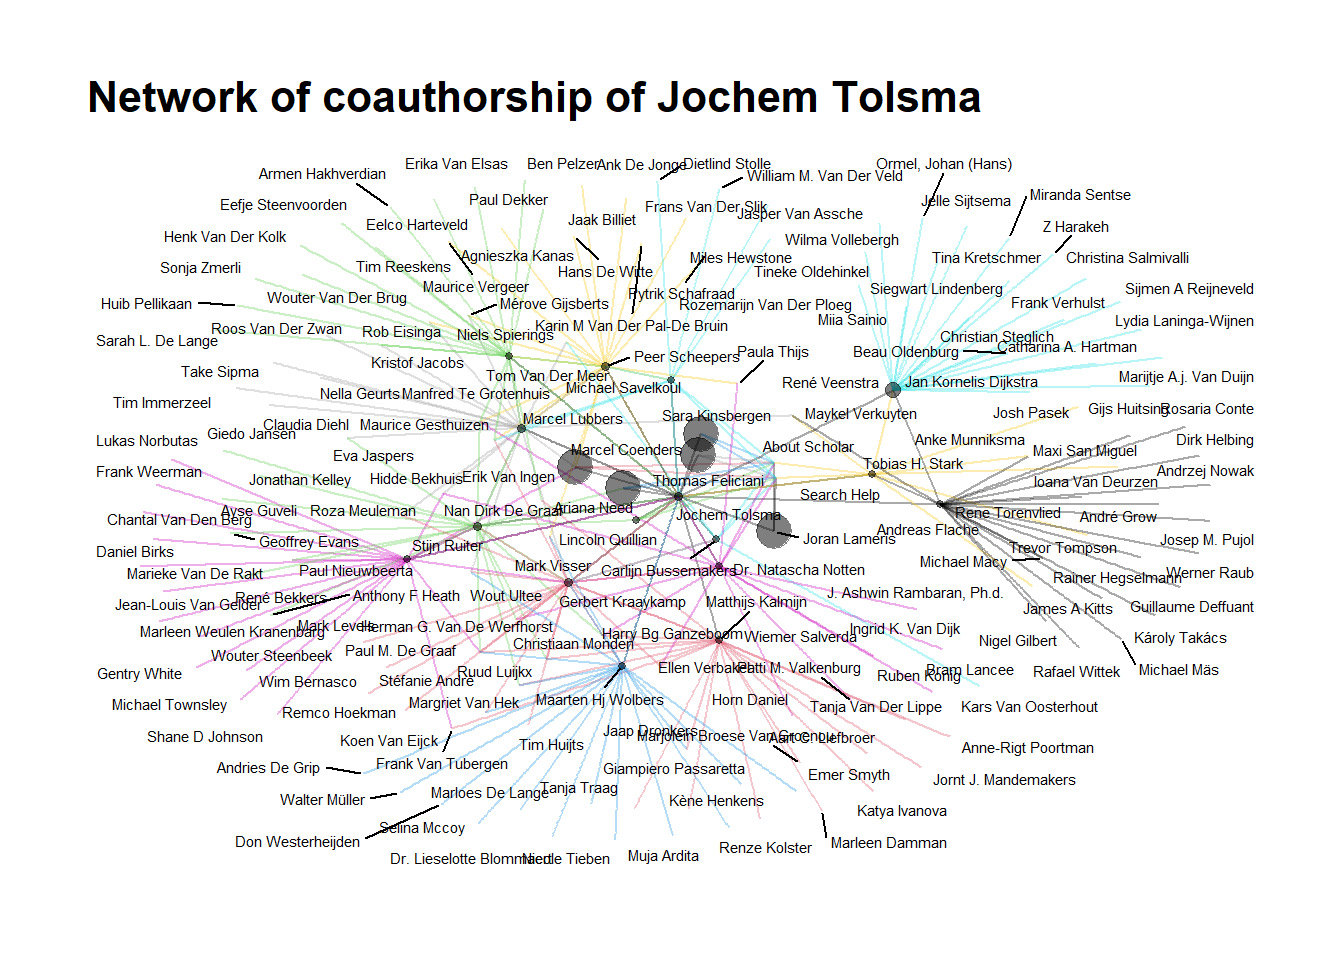 Network of coauthorship of Jochem Tolsma
Erika Van Elsas
Ben Pelzer
Ank De Jonge
Dietlind Stolle
Ormel, Johan (Hans)
Armen Hakhverdian
William M. Van Der Veld
Miranda Sentse
Paul Dekker
Jelle Sijtsema
Eefje Steenvoorden
Frans Van Der Slik
Jasper Van Assche
Jaak Billiet
Eelco Harteveld
Z Harakeh
Henk Van Der Kolk
Wilma Vollebergh
Agnieszka Kanas
Miles Hewstone
Tina Kretschmer
Christina Salmivalli
Sonja Zmerli
Tim Reeskens
Hans De Witte
Tineke Oldehinkel
Maurice Vergeer
Siegwart Lindenberg
Sijmen A Reijneveld
Pytrik Schafraad
Wouter Van Der Brug
Huib Pellikaan
Mérove Gijsberts
Rozemarijn Van Der Ploeg
Frank Verhulst
Miia Sainio
Lydia Laninga-Wijnen
Roos Van Der Zwan
Rob Eisinga
Karin M Van Der Pal-De Bruin
Niels Spierings
Christian Steglich
Sarah L. De Lange
Catharina A. Hartman
Peer Scheepers
Paula Thijs
Beau Oldenburg
Kristof Jacobs
Take Sipma
Tom Van Der Meer
Marijtje A.j. Van Duijn
René Veenstra
Jan Kornelis Dijkstra
Michael Savelkoul
Nella Geurts
Manfred Te Grotenhuis
Tim Immerzeel
Gijs Huitsing
Rosaria Conte
Sara Kinsbergen
Maykel Verkuyten
Josh Pasek
Marcel Lubbers
Claudia Diehl
Maurice Gesthuizen
Giedo Jansen
Lukas Norbutas
Anke Munniksma
Dirk Helbing
About Scholar
Marcel Coenders
Maxi San Miguel
Eva Jaspers
Tobias H. Stark
Frank Weerman
Andrzej Nowak
Jonathan Kelley
Hidde Bekhuis
Erik Van Ingen
Thomas Feliciani
Ioana Van Deurzen
Search Help
Ayse Guveli
Roza Meuleman
Nan Dirk De Graaf
Ariana Need
Jochem Tolsma
Rene Torenvlied
André Grow
Chantal Van Den Berg
Andreas Flache
Geoffrey Evans
Stijn Ruiter
Lincoln Quillian
Joran Lameris
Josep M. Pujol
Trevor Tompson
Daniel Birks
Michael Macy
Marieke Van De Rakt
Paul Nieuwbeerta
Mark Visser
Carlijn Bussemakers
Dr. Natascha Notten
Rainer Hegselmann
Werner Raub
René Bekkers
Anthony F Heath
Wout Ultee
J. Ashwin Rambaran, Ph.d.
Jean-Louis Van Gelder
Gerbert Kraaykamp
Matthijs Kalmijn
James A Kitts
Guillaume Deffuant
Mark Levels
Herman G. Van De Werfhorst
Marleen Weulen Kranenbarg
Harry Bg Ganzeboom
Wiemer Salverda
Ingrid K. Van Dijk
Nigel Gilbert
Károly Takács
Christiaan Monden
Wouter Steenbeek
Paul M. De Graaf
Ellen Verbakel
Patti M. Valkenburg
Bram Lancee
Rafael Wittek
Michael Mäs
Gentry White
Ruud Luijkx
Ruben Konig
Wim Bernasco
Stéfanie André
Maarten Hj Wolbers
Horn Daniel
Michael Townsley
Margriet Van Hek
Tanja Van Der Lippe
Kars Van Oosterhout
Remco Hoekman
Jaap Dronkers
Shane D Johnson
Koen Van Eijck
Tim Huijts
Marjolein Broese Van Groenou
Aart C. Liefbroer
Anne-Rigt Poortman
Andries De Grip
Frank Van Tubergen
Giampiero Passaretta
Emer Smyth
Jornt J. Mandemakers
Tanja Traag
Walter Müller
Marloes De Lange
Kène Henkens
Katya Ivanova
Selina Mccoy
Don Westerheijden
Renze Kolster
Marleen Damman
Dr. Lieselotte Blommaert
Nicole Tieben
Muja Ardita